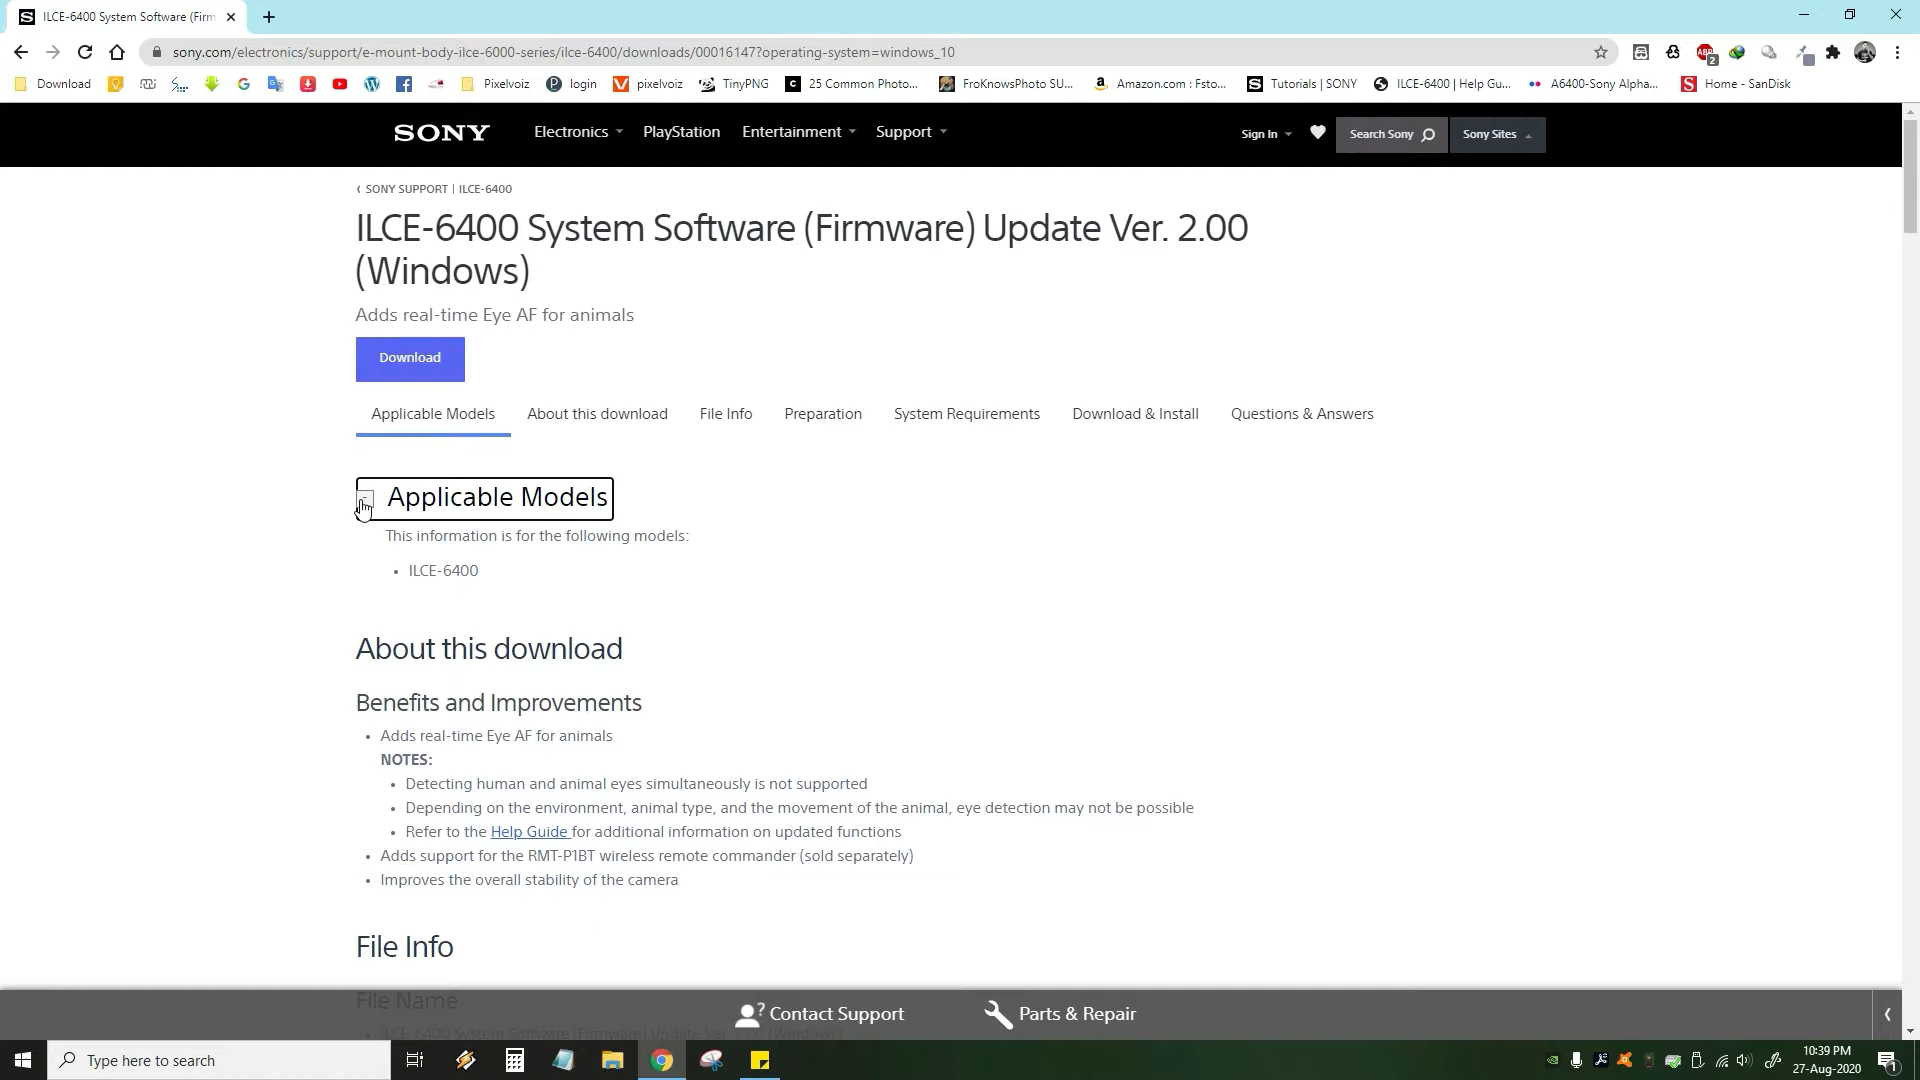 ILCE-6400 System Software (Firm
sony.com/electronics/support/e-mount-body-ilce-6000-series/ilce-6400/downloads/00016147?operating-system=windows_10
2
Download
Pixelvoiz
login
pixelvoiz
TinyPNG
25 Common Photo...
FroKnowsPhoto SU...
Amazon.com : Fsto...
Tutorials | SONY
ILCE-6400 | Help Gu...
A6400-Sony Alpha...
Home - SanDisk
SONY
Electronics
PlayStation
Entertainment
Support
Sign In
Search Sony
Sony Sites
SONY SUPPORT | ILCE-6400
ILCE-6400 System Software (Firmware) Update Ver. 2.00
(Windows)
Adds real-time Eye AF for animals
Download
Applicable Models
About this download
File Info
Preparation
System Requirements
Download & Install
Questions & Answers
Applicable Models
This information is for the following models:
• ILCE-6400
About this download
Benefits and Improvements
• Adds real-time Eye AF for animals
NOTES:
• Detecting human and animal eyes simultaneously is not supported
• Depending on the environment, animal type, and the movement of the animal, eye detection may not be possible
• Refer to the Help Guide for additional information on updated functions
• Adds support for the RMT-P1BT wireless remote commander (sold separately)
• Improves the overall stability of the camera
File Info
File Name
• ILCE-6400 System Software (Firmware) Update Ver. (Windows)
Contact Support
Parts & Repair
Type here to search
10:39 PM
27-Aug-2020
1